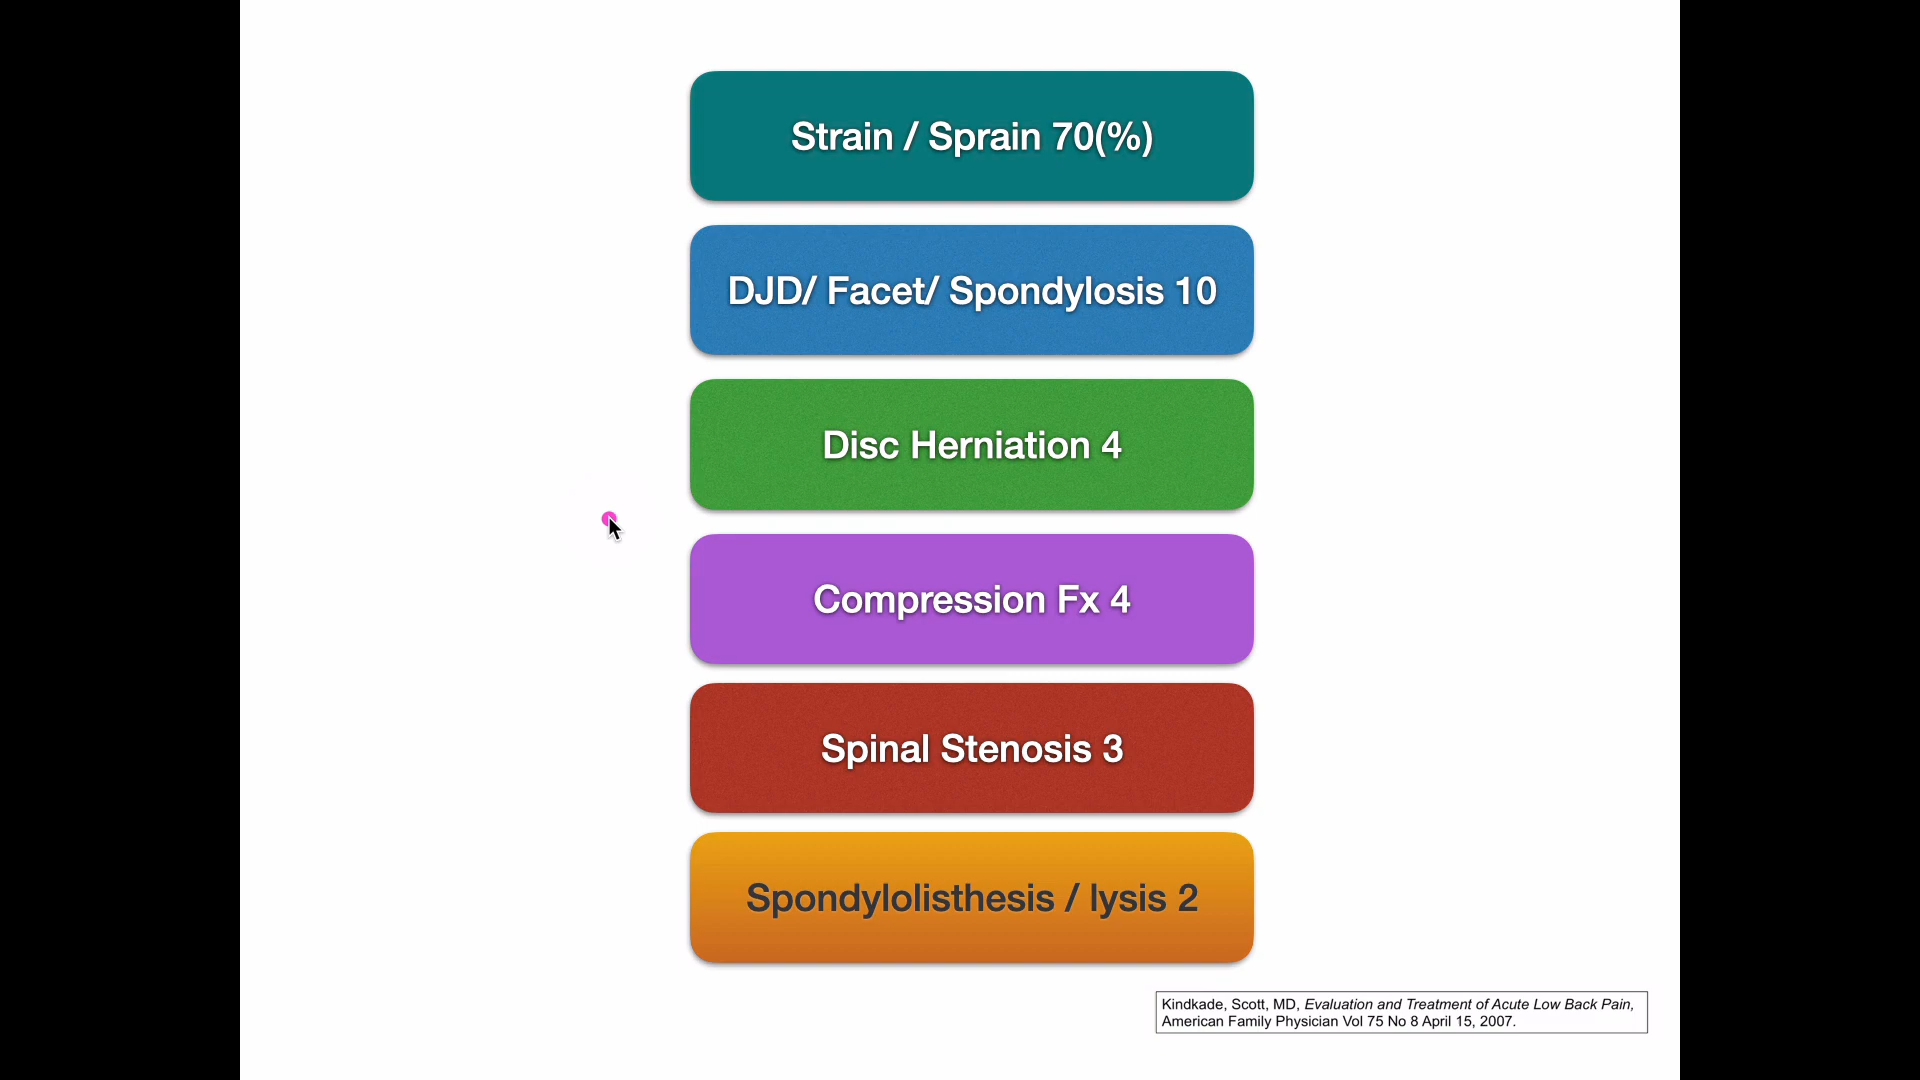 Strain / Sprain 70(%)
DJD/ Facet/ Spondylosis 10
Disc Herniation 4
Compression Fx 4
Spinal Stenosis 3
Spondylolisthesis / lysis 2
Kindkade, Scott, MD, Evaluation and Treatment of Acute Low Back Pain,
American Family Physician Vol 75 No 8 April 15, 2007.